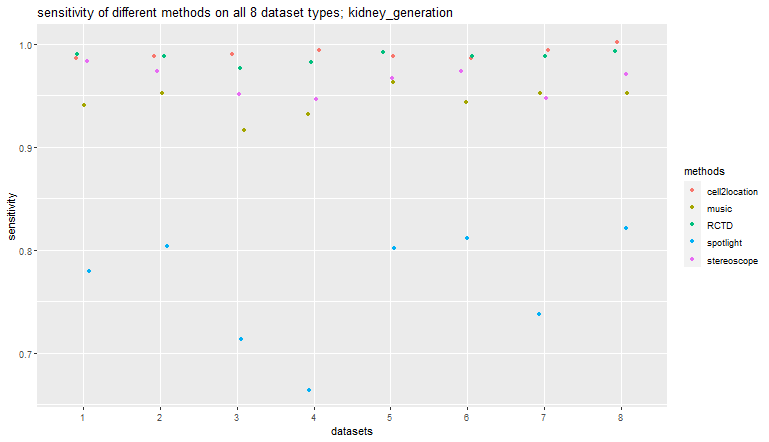 sensitivity of different methods on all 8 dataset types; kidney_generation
1.0
0.9
0.8
0.7
sensitivity
1 2 3 4 5 6 7 8
datasets
methods
cell2location
music
RCTD
spotlight
stereoscope